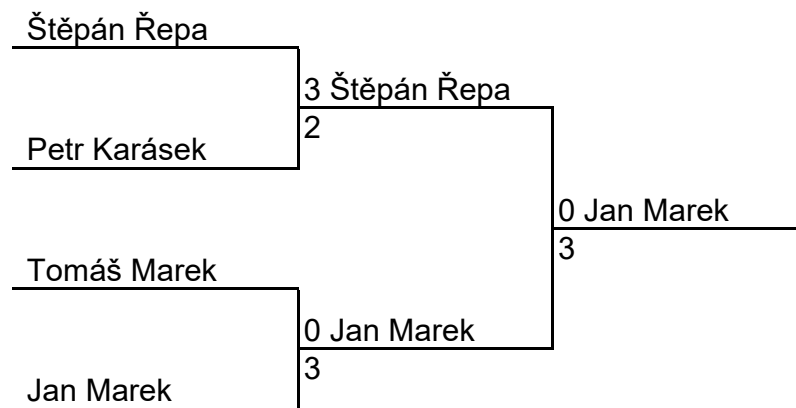 Štěpán Řepa
3 Štěpán Řepa
2
Petr Karásek
0 Jan Marek
3
Tomáš Marek
0 Jan Marek
3
Jan Marek